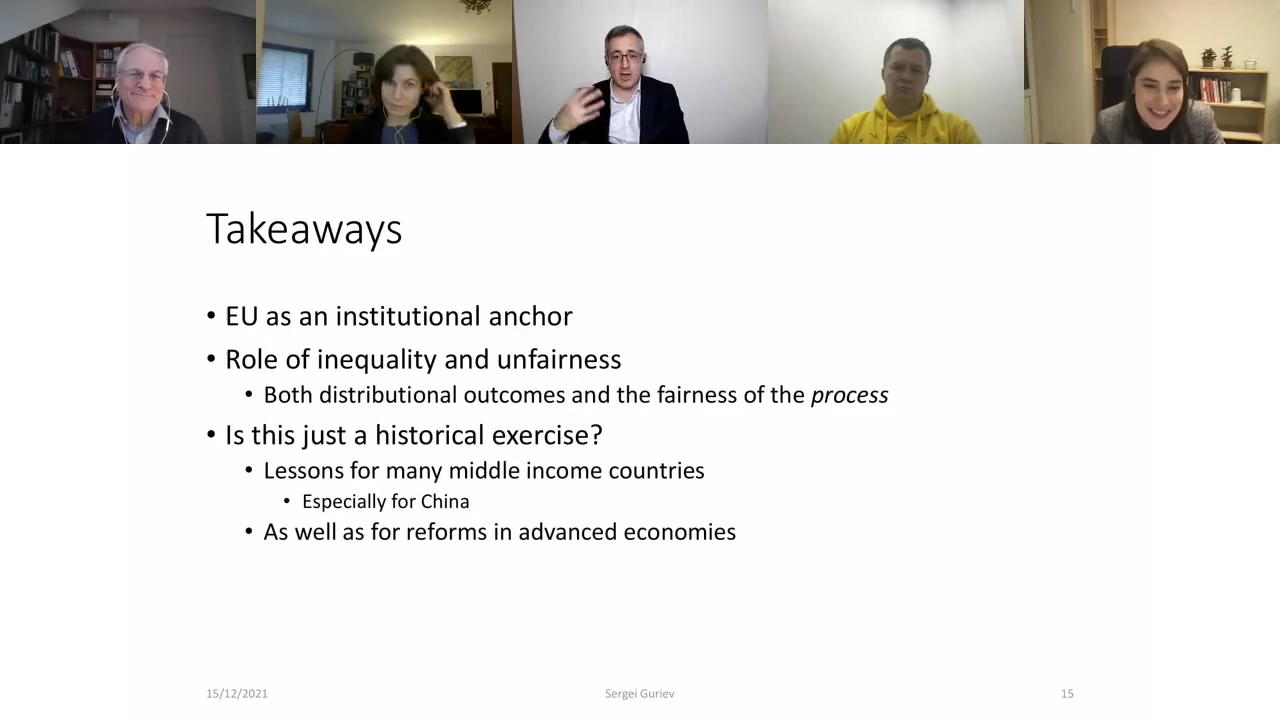 Takeaways
• EU as an institutional anchor
• Role of inequality and unfairness
• Both distributional outcomes and the fairness of the process
• Is this just a historical exercise?
• Lessons for many middle income countries
• Especially for China
• As well as for reforms in advanced economies
15/12/2021
Sergei Guriev
15